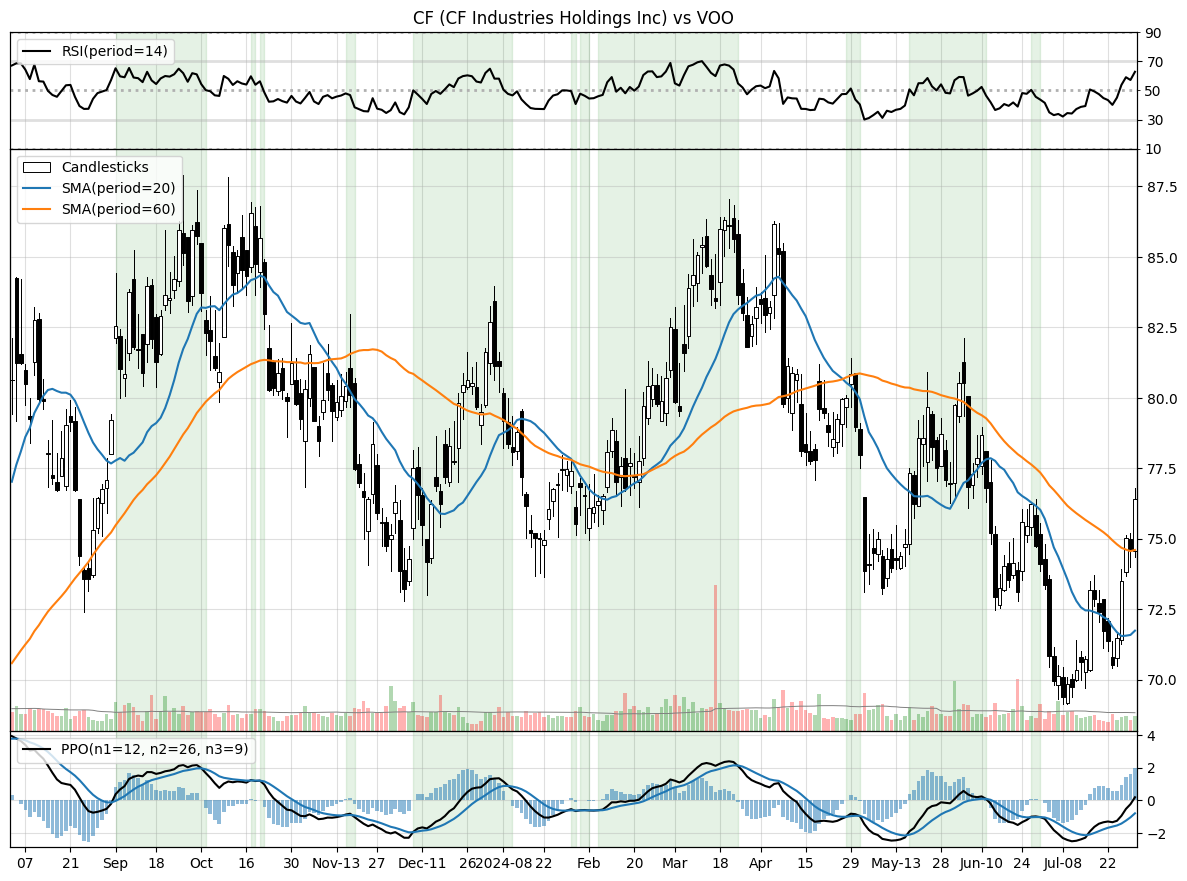 CF (CF Industries Holdings Inc) vs VOO
RSI(period=14)
90
70
50
30
10
Candlesticks
SMA(period=20)
SMA(period=60)
87.5
85.0
82.5
80.0
77.5
75.0
72.5
70.0
PPO(n1=12, n2=26, n3=9)
4
2
0
−2
07 21 Sep 18 Oct 16 30 Nov-13 27 Dec-11 26 2024-08 22 Feb 20 Mar 18 Apr 15 29 May-13 28 Jun-10 24 Jul-08 22